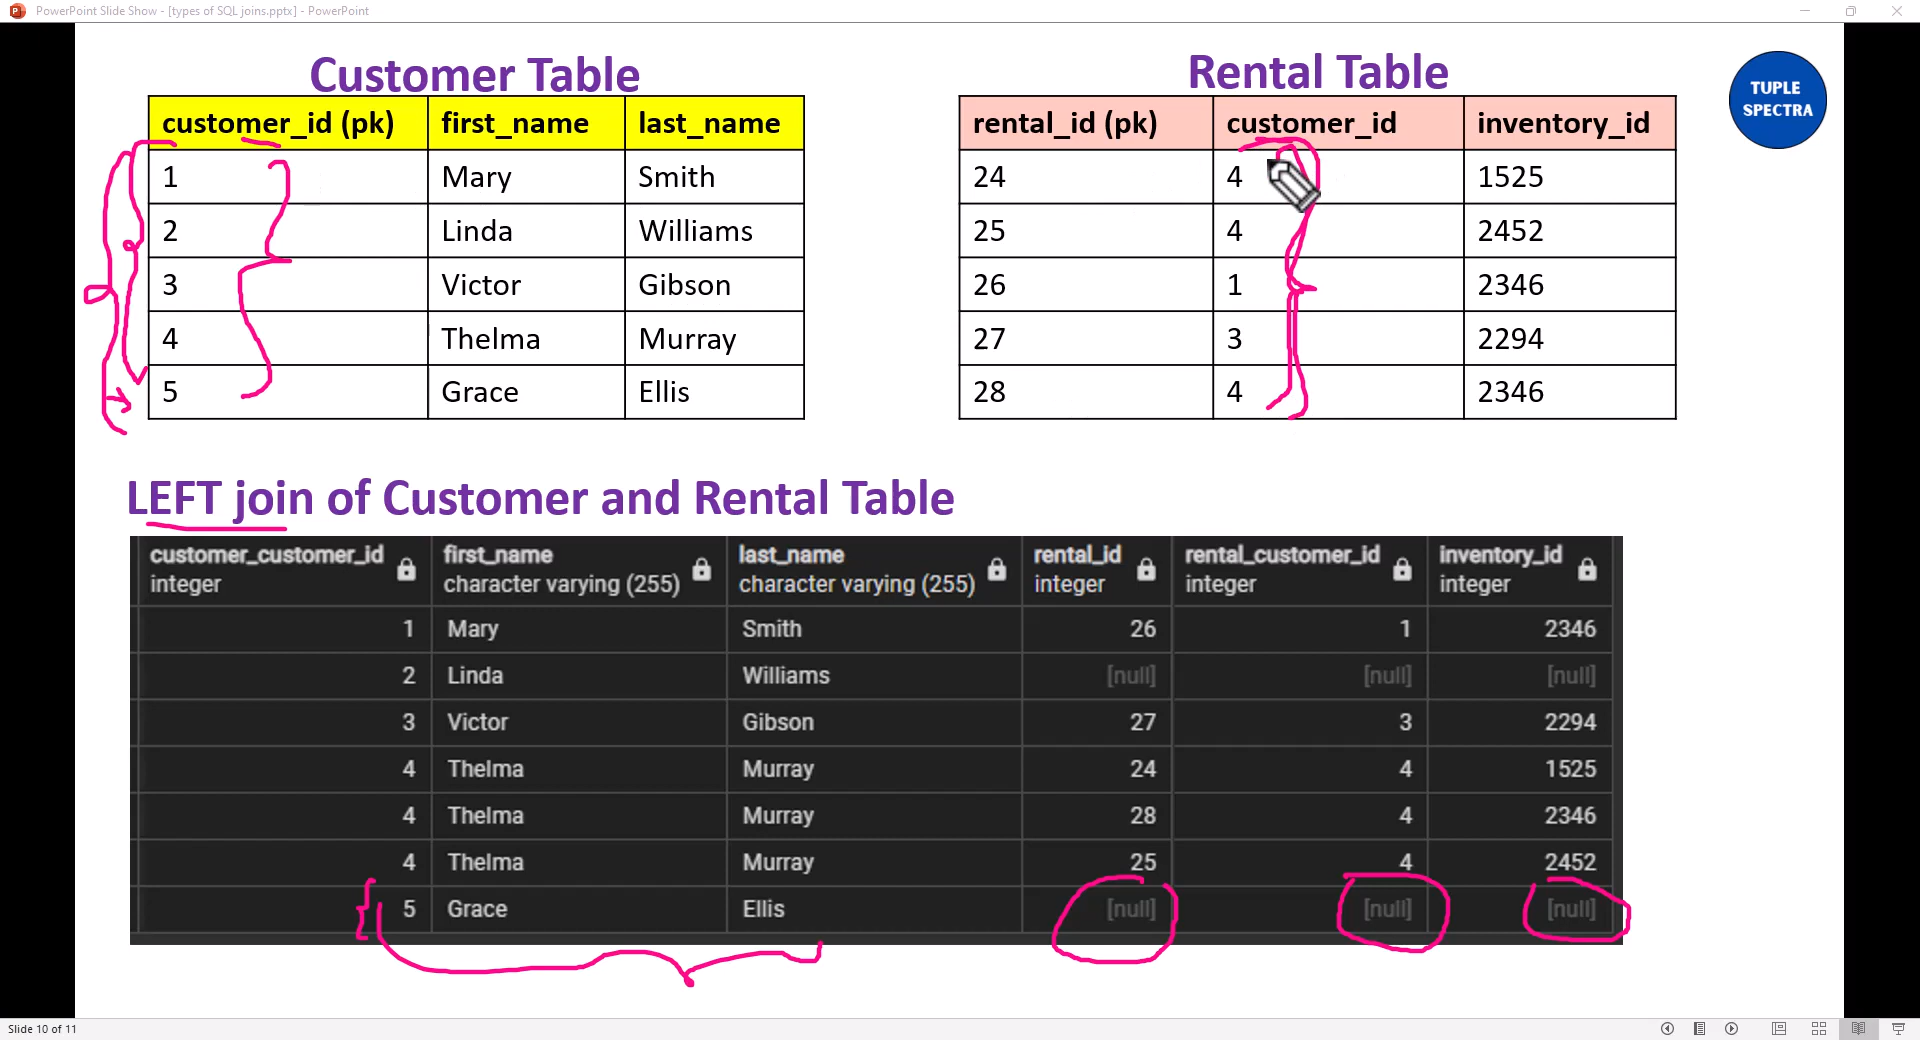 PowerPoint Slide Show - [types of SQL joins.pptx] - PowerPoint
Customer Table
customer_id (pk) first_name last_name
1 Mary Smith
2 Linda Williams
3 Victor Gibson
4 Thelma Murray
5 Grace Ellis
Rental Table
rental_id (pk) customer_id inventory_id
24 4 1525
25 4 2452
26 1 2346
27 3 2294
28 4 2346
TUPLE
SPECTRA
LEFT join of Customer and Rental Table
customer_customer_id first_name last_name rental_id rental_customer_id inventory_id
integer character varying (255) character varying (255) integer integer integer
1 Mary Smith 26 1 2346
2 Linda Williams [null] [null] [null]
3 Victor Gibson 27 3 2294
4 Thelma Murray 24 4 1525
4 Thelma Murray 28 4 2346
4 Thelma Murray 25 4 2452
5 Grace Ellis [null] [null] [null]
Slide 10 of 11